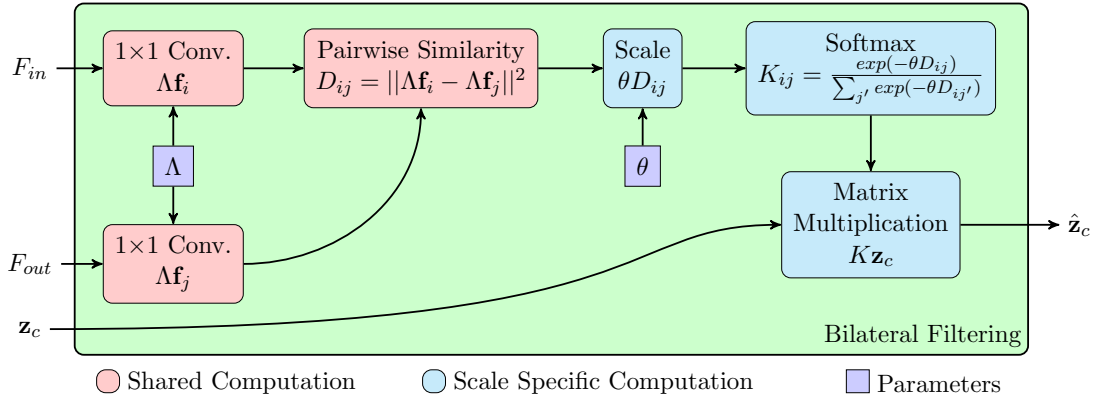 F_in
1×1 Conv.
Λf_i
Pairwise Similarity
D_ij = ||Λf_i − Λf_j||²
Scale
θD_ij
Softmax
K_ij = exp(−θD_ij) / ∑_j′ exp(−θD_ij′)
Λ
θ
F_out
1×1 Conv.
Λf_j
Matrix
Multiplication
Kz_c
ẑ_c
z_c
Bilateral Filtering
Shared Computation
Scale Specific Computation
Parameters